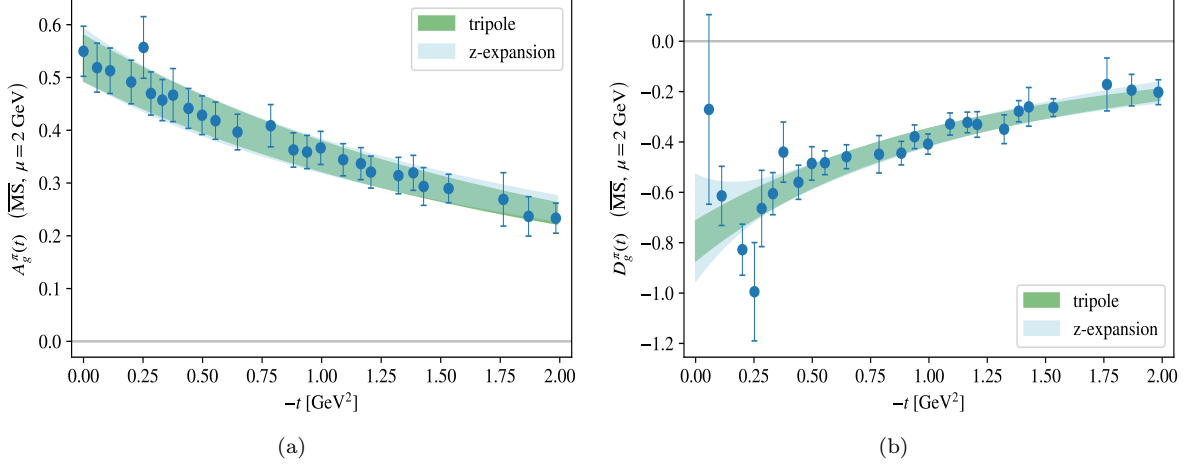 0.6
0.5
0.4
0.3
0.2
0.1
0.0
A_g^π(t) (\overline{MS}, μ = 2 GeV)
tripole
z-expansion
0.00 0.25 0.50 0.75 1.00 1.25 1.50 1.75 2.00
−t [GeV²]
(a)
0.0
−0.2
−0.4
−0.6
−0.8
−1.0
−1.2
D_g^π(t) (\overline{MS}, μ = 2 GeV)
tripole
z-expansion
0.00 0.25 0.50 0.75 1.00 1.25 1.50 1.75 2.00
−t [GeV²]
(b)